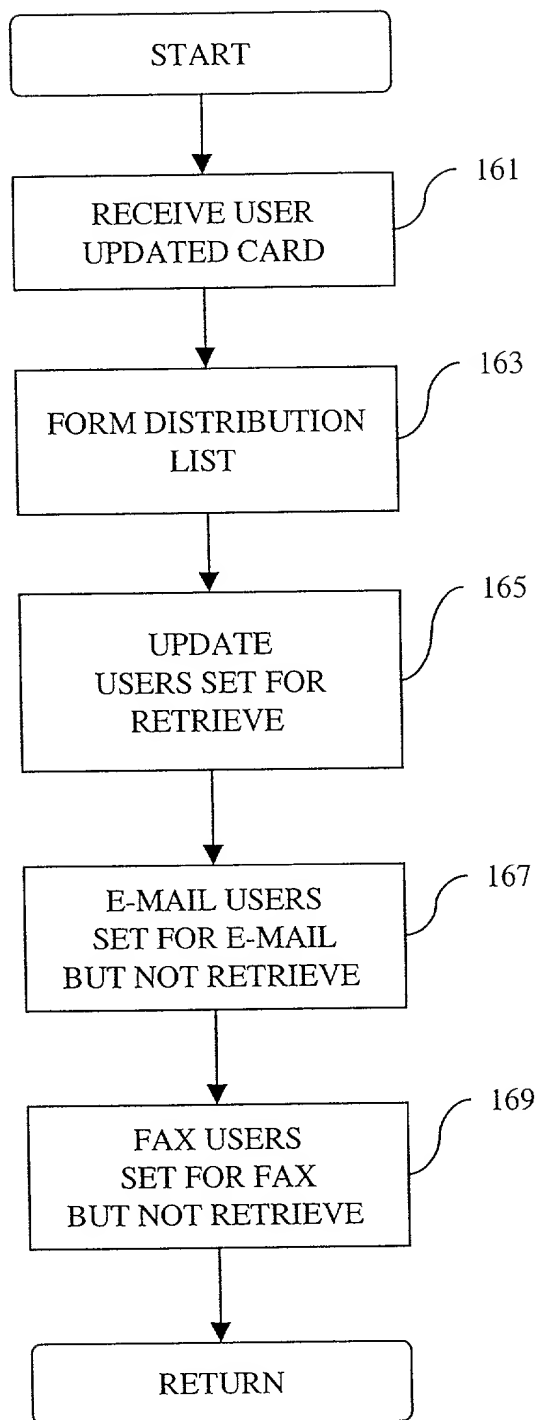 START
161
RECEIVE USER
UPDATED CARD
163
FORM DISTRIBUTION
LIST
165
UPDATE
USERS SET FOR
RETRIEVE
167
E-MAIL USERS
SET FOR E-MAIL
BUT NOT RETRIEVE
169
FAX USERS
SET FOR FAX
BUT NOT RETRIEVE
RETURN